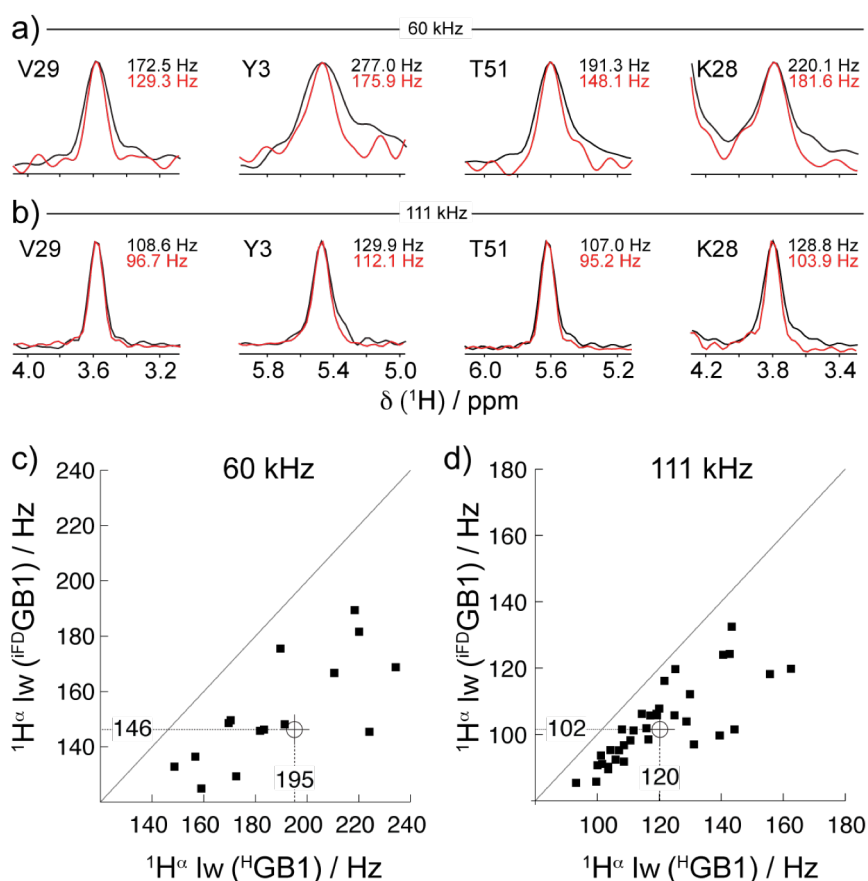 a) 60 kHz
V29 172.5 Hz 129.3 Hz
Y3 277.0 Hz 175.9 Hz
T51 191.3 Hz 148.1 Hz
K28 220.1 Hz 181.6 Hz
b) 111 kHz
V29 108.6 Hz 96.7 Hz
Y3 129.9 Hz 112.1 Hz
T51 107.0 Hz 95.2 Hz
K28 128.8 Hz 103.9 Hz
4.0 3.6 3.2 5.8 5.4 5.0 6.0 5.6 5.2 4.2 3.8 3.4
δ (¹H) / ppm
c) 60 kHz
¹Hᵅ lw (ⁱFᴰGB1) / Hz
240
220
200
180
160
140
146
195
140 160 180 200 220 240
¹Hᵅ lw (ᴴGB1) / Hz
d) 111 kHz
¹Hᵅ lw (ⁱFᴰGB1) / Hz
180
160
140
120
100
102
120
100 120 140 160 180
¹Hᵅ lw (ᴴGB1) / Hz